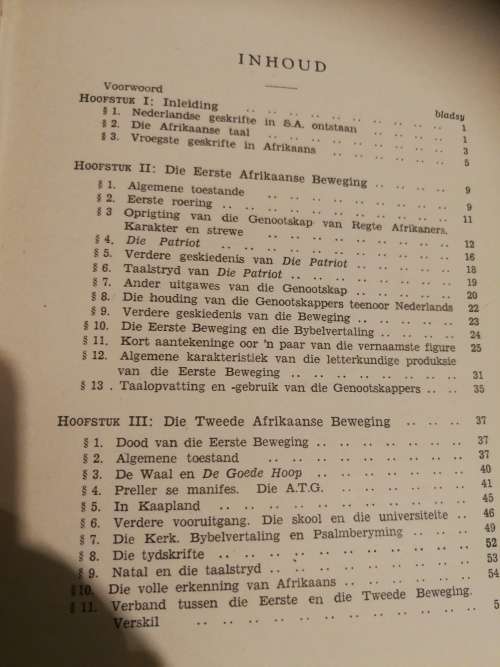 INHOUD
Voorwoord
bladsy
HOOFSTUK I: Inleiding .. .. .. .. .. .. .. .. .. 1
§ 1. Nederlandse geskrifte in S.A. ontstaan .. .. .. .. 1
§ 2. Die Afrikaanse taal .. .. .. .. .. .. .. 3
§ 3. Vroegste geskrifte in Afrikaans .. .. .. .. .. 5
HOOFSTUK II: Die Eerste Afrikaanse Beweging .. .. .. .. 9
§ 1. Algemene toestande .. .. .. .. .. .. .. .. 9
§ 2. Eerste roering .. .. .. .. .. .. .. .. .. 11
§ 3 Oprigting van die Genootskap van Regte Afrikaners.
Karakter en strewe .. .. .. .. .. .. .. 12
§ 4. Die Patriot .. .. .. .. .. .. .. .. .. 16
§ 5. Verdere geskiedenis van Die Patriot .. .. .. .. 18
§ 6. Taalstryd van Die Patriot .. .. .. .. .. .. 19
§ 7. Ander uitgawes van die Genootskap .. .. .. .. 20
§ 8. Die houding van die Genootskappers teenoor Nederlands 22
§ 9. Verdere geskiedenis van die Beweging .. .. .. .. 23
§ 10. Die Eerste Beweging en die Bybelvertaling .. .. .. 24
§ 11. Kort aantekeninge oor 'n paar van die vernaamste figure 25
§ 12. Algemene karakteristiek van die letterkundige produksie
van die Eerste Beweging .. .. .. .. .. .. 31
§ 13 . Taalopvatting en -gebruik van die Genootskappers .. .. 35
HOOFSTUK III: Die Tweede Afrikaanse Beweging .. .. .. 37
§ 1. Dood van die Eerste Beweging .. .. .. .. .. .. 37
§ 2. Algemene toestand .. .. .. .. .. .. .. .. 37
§ 3. De Waal en De Goede Hoop .. .. .. .. .. .. 40
§ 4. Preller se manifes. Die A.T.G. .. .. .. .. .. 41
§ 5. In Kaapland .. .. .. .. .. .. .. .. .. 45
§ 6. Verdere vooruitgang. Die skool en die universiteite .. 46
§ 7. Die Kerk. Bybelvertaling en Psalmberyming .. .. .. 49
§ 8. Die tydskrifte .. .. .. .. .. .. .. .. .. 52
§ 9. Natal en die taalstryd .. .. .. .. .. .. .. 53
§10. Die volle erkenning van Afrikaans .. .. .. .. .. 54
§ 11. Verband tussen die Eerste en die Tweede Beweging.
Verskil .. .. .. .. .. .. .. .. .. .. 5